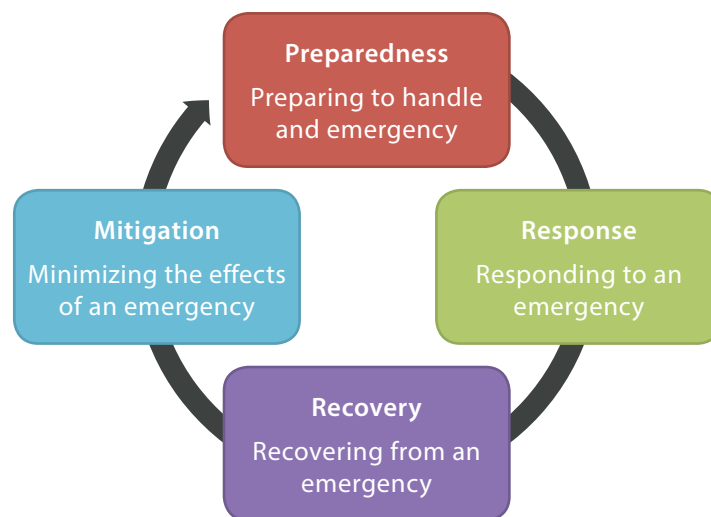 Preparedness
Preparing to handle
and emergency
Mitigation
Minimizing the effects
of an emergency
Response
Responding to an
emergency
Recovery
Recovering from an
emergency